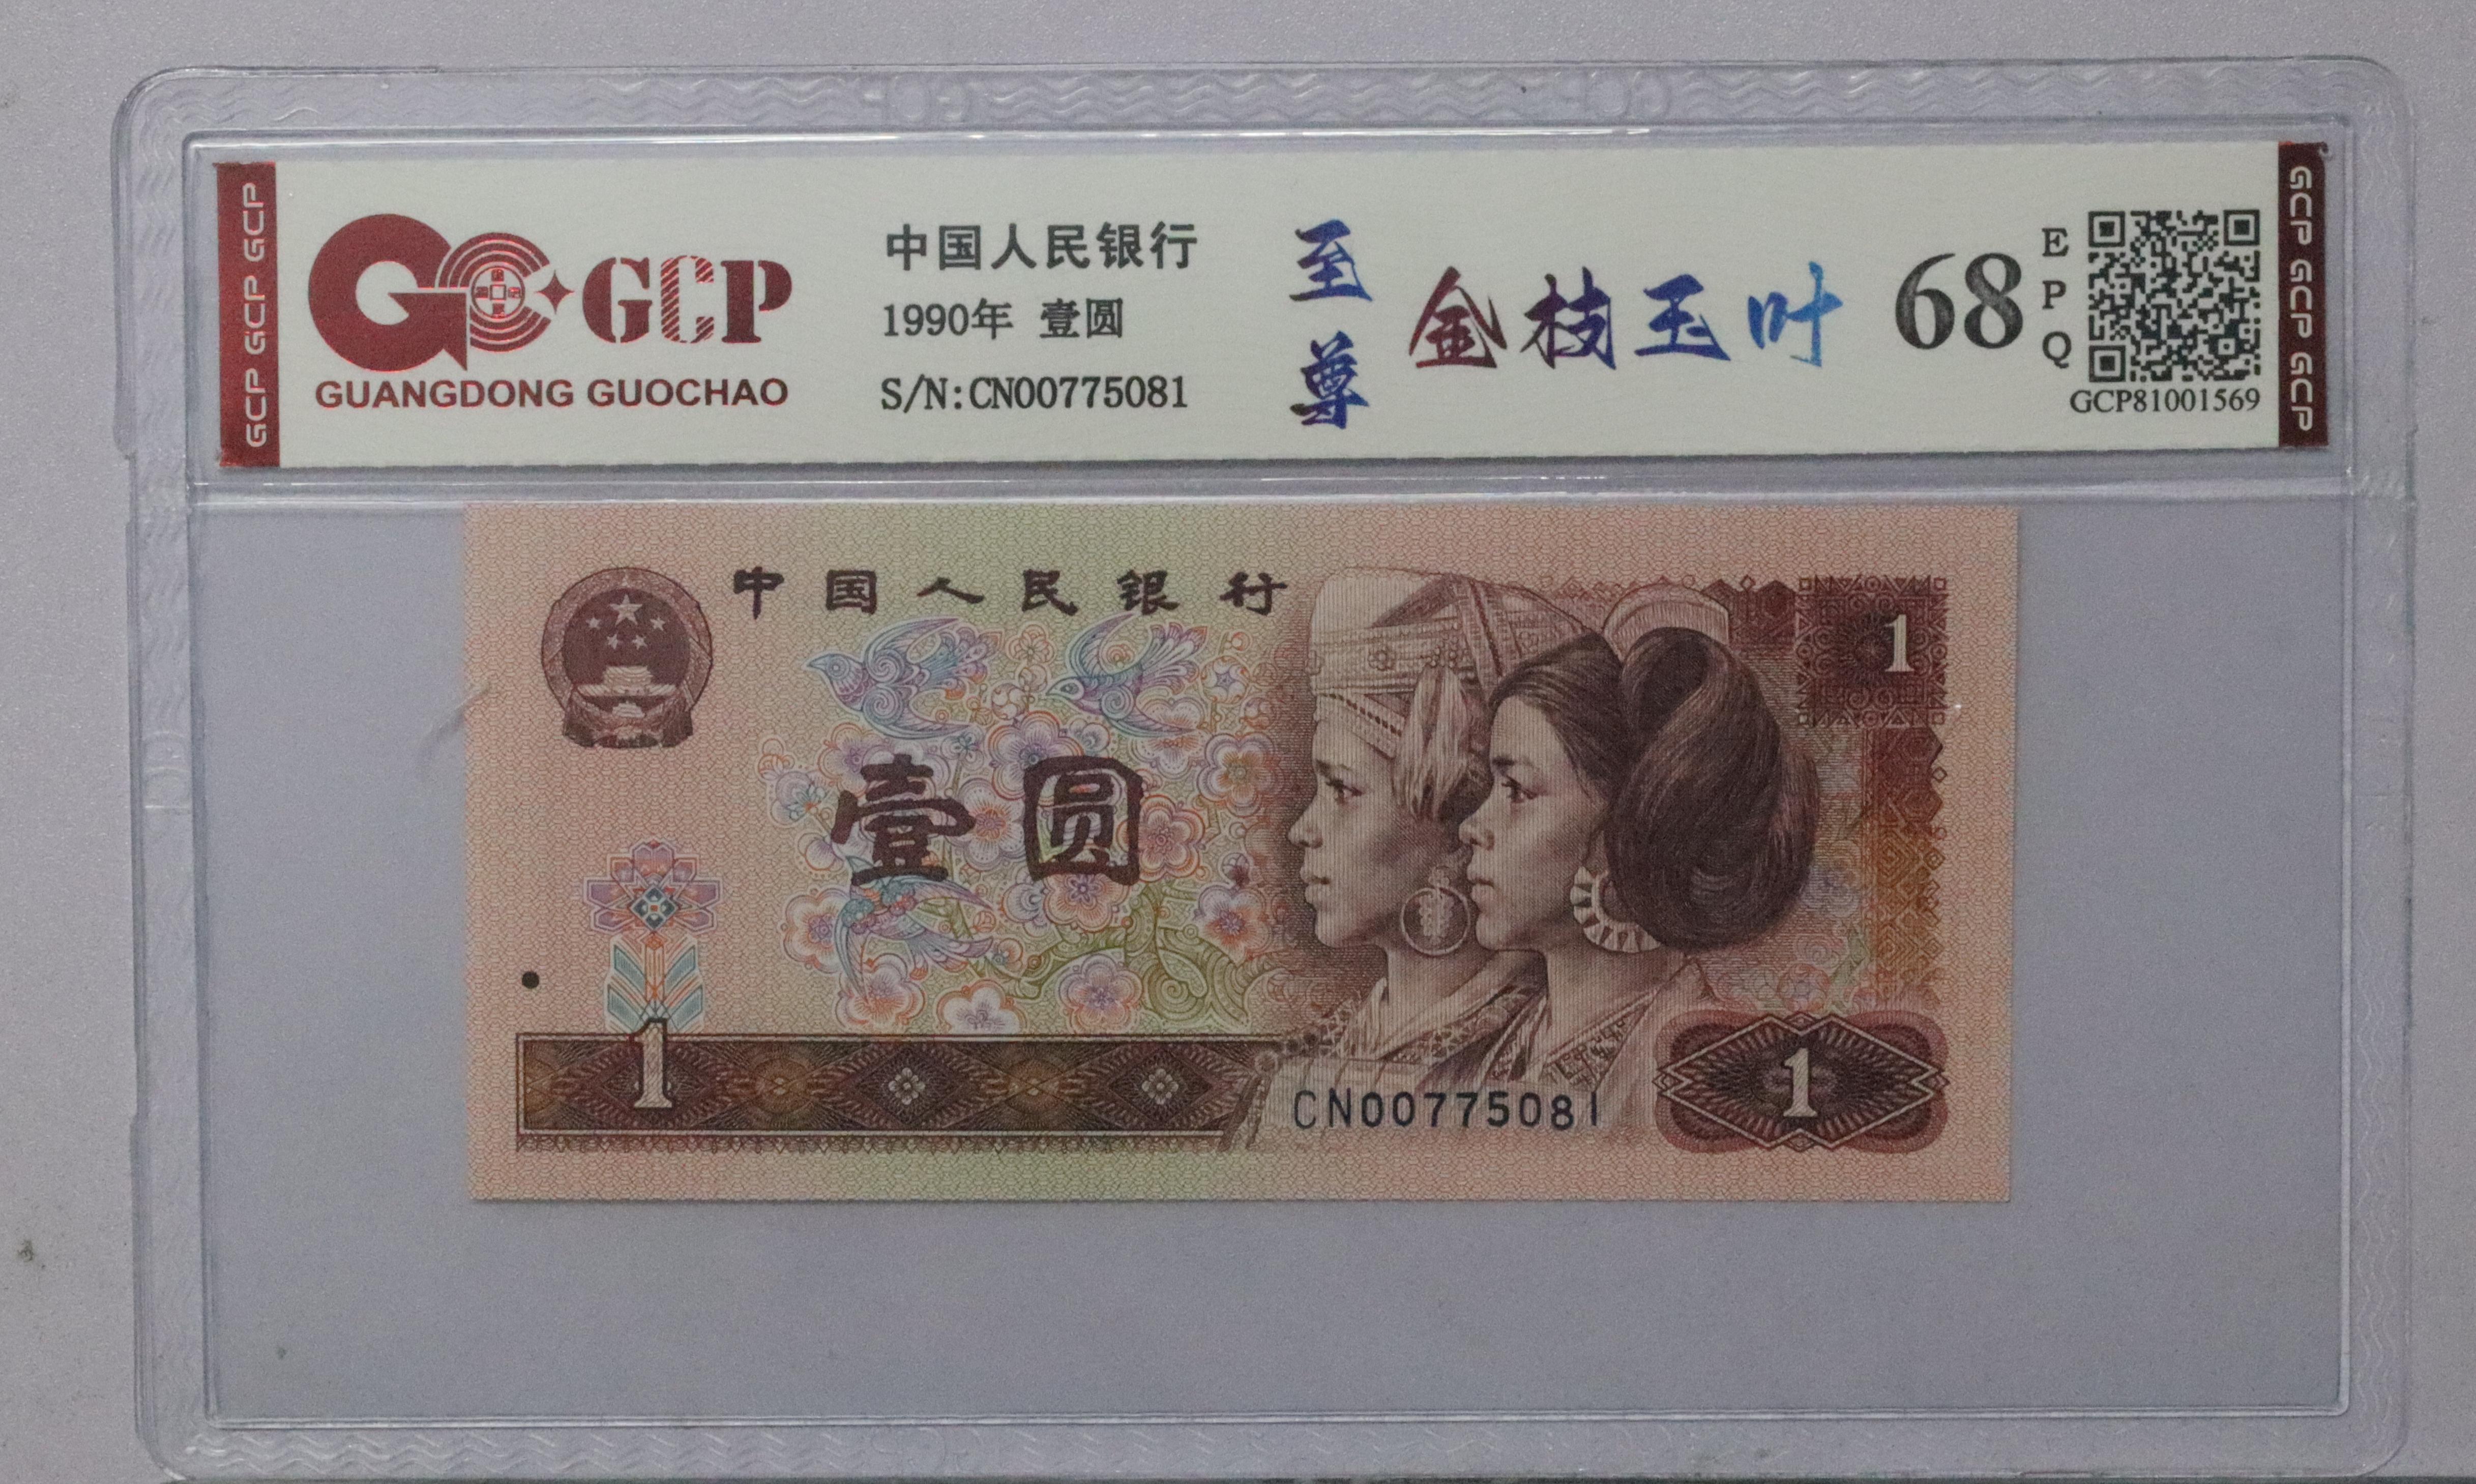 GCP GCP GCP
GCP
GUANGDONG GUOCHAO
中国人民银行
1990年 壹圆
S/N:CN00775081
至尊
金枝玉叶
68
EPQ
GCP81001569
GCP GCP GCP
中国人民银行
1
壹圆
1
CN00775081
1